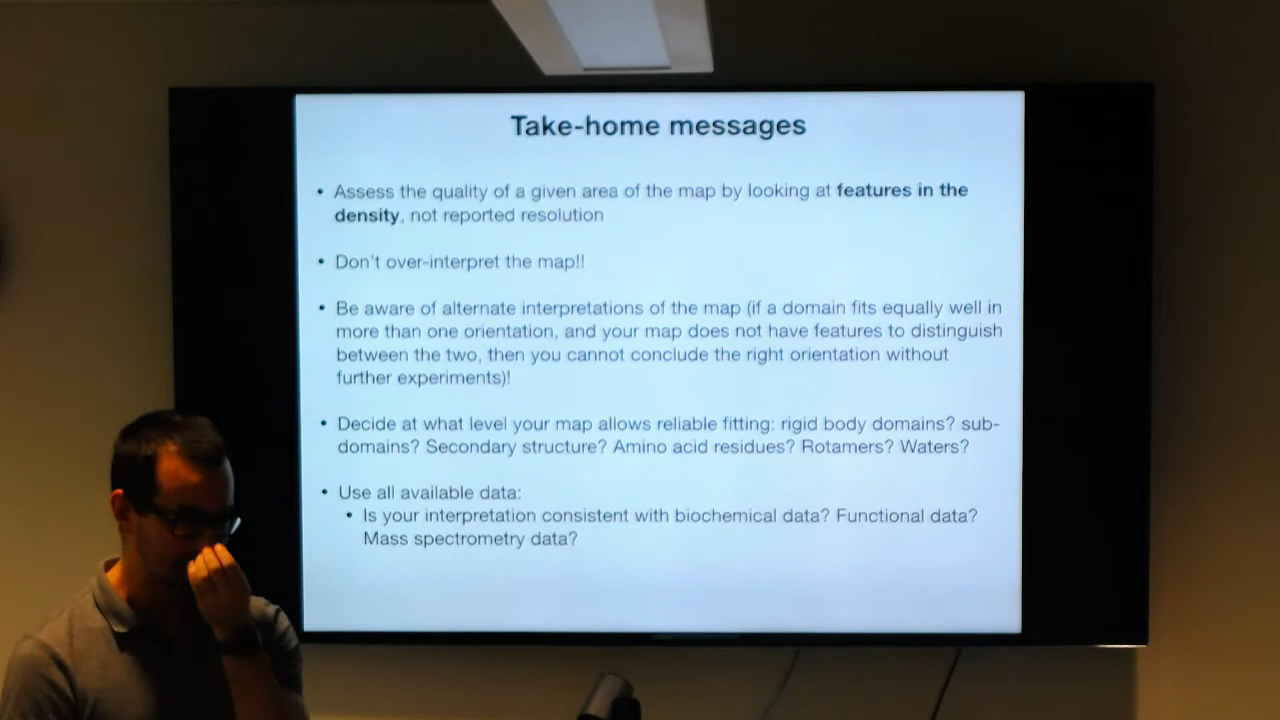 Take-home messages
• Assess the quality of a given area of the map by looking at features in the
density, not reported resolution
• Don't over-interpret the map!!
• Be aware of alternate interpretations of the map (if a domain fits equally well in
more than one orientation, and your map does not have features to distinguish
between the two, then you cannot conclude the right orientation without
further experiments)!
• Decide at what level your map allows reliable fitting: rigid body domains? sub-
domains? Secondary structure? Amino acid residues? Rotamers? Waters?
• Use all available data:
• Is your interpretation consistent with biochemical data? Functional data?
Mass spectrometry data?